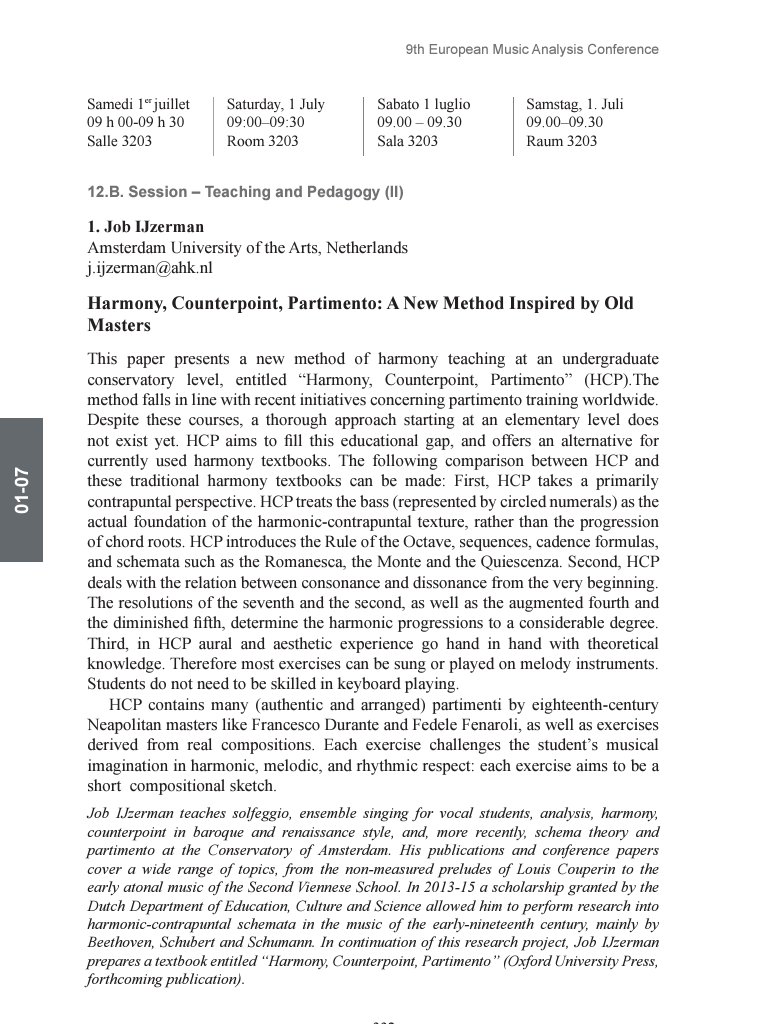 9th European Music Analysis Conference
Samedi 1er juillet
09 h 00-09 h 30
Salle 3203
Saturday, 1 July
09:00–09:30
Room 3203
Sabato 1 luglio
09.00 – 09.30
Sala 3203
Samstag, 1. Juli
09.00–09.30
Raum 3203
12.B. Session – Teaching and Pedagogy (II)
1. Job IJzerman
Amsterdam University of the Arts, Netherlands
j.ijzerman@ahk.nl
Harmony, Counterpoint, Partimento: A New Method Inspired by Old
Masters
This paper presents a new method of harmony teaching at an undergraduate
conservatory level, entitled “Harmony, Counterpoint, Partimento” (HCP).The
method falls in line with recent initiatives concerning partimento training worldwide.
Despite these courses, a thorough approach starting at an elementary level does
not exist yet. HCP aims to fill this educational gap, and offers an alternative for
currently used harmony textbooks. The following comparison between HCP and
these traditional harmony textbooks can be made: First, HCP takes a primarily
contrapuntal perspective. HCP treats the bass (represented by circled numerals) as the
actual foundation of the harmonic-contrapuntal texture, rather than the progression
of chord roots. HCP introduces the Rule of the Octave, sequences, cadence formulas,
and schemata such as the Romanesca, the Monte and the Quiescenza. Second, HCP
deals with the relation between consonance and dissonance from the very beginning.
The resolutions of the seventh and the second, as well as the augmented fourth and
the diminished fifth, determine the harmonic progressions to a considerable degree.
Third, in HCP aural and aesthetic experience go hand in hand with theoretical
knowledge. Therefore most exercises can be sung or played on melody instruments.
Students do not need to be skilled in keyboard playing.
HCP contains many (authentic and arranged) partimenti by eighteenth-century
Neapolitan masters like Francesco Durante and Fedele Fenaroli, as well as exercises
derived from real compositions. Each exercise challenges the student’s musical
imagination in harmonic, melodic, and rhythmic respect: each exercise aims to be a
short compositional sketch.
Job IJzerman teaches solfeggio, ensemble singing for vocal students, analysis, harmony,
counterpoint in baroque and renaissance style, and, more recently, schema theory and
partimento at the Conservatory of Amsterdam. His publications and conference papers
cover a wide range of topics, from the non-measured preludes of Louis Couperin to the
early atonal music of the Second Viennese School. In 2013-15 a scholarship granted by the
Dutch Department of Education, Culture and Science allowed him to perform research into
harmonic-contrapuntal schemata in the music of the early-nineteenth century, mainly by
Beethoven, Schubert and Schumann. In continuation of this research project, Job IJzerman
prepares a textbook entitled “Harmony, Counterpoint, Partimento” (Oxford University Press,
forthcoming publication).
01-07